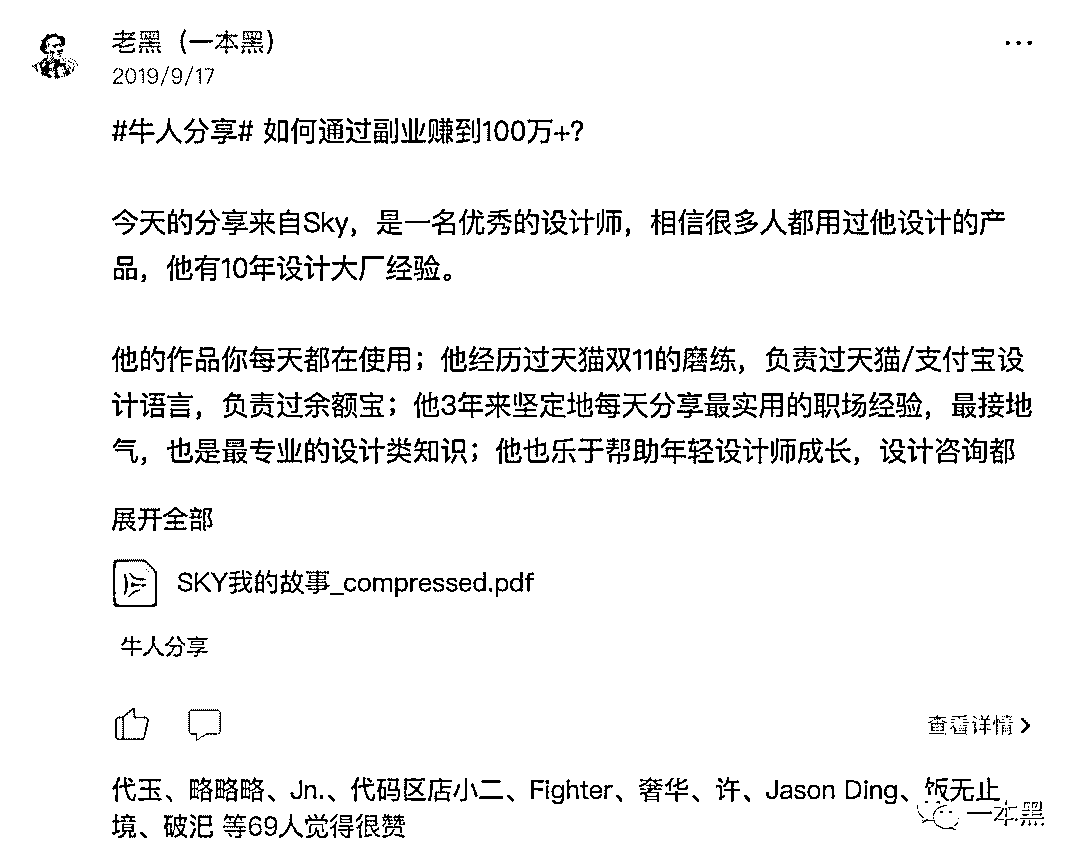 老黑（一本黑）
...
2019/9/17
#牛人分享# 如何通过副业赚到100万+?
今天的分享来自Sky，是一名优秀的设计师，相信很多人都用过他设计的产
品，他有10年设计大厂经验。
他的作品你每天都在使用；他经历过天猫双11的磨练，负责过天猫/支付宝设
计语言，负责过余额宝；他3年来坚定地每天分享最实用的职场经验，最接地
气，也是最专业的设计类知识；他也乐于帮助年轻设计师成长，设计咨询都
展开全部
SKY我的故事_compressed.pdf
牛人分享
查看详情
代玉、略略略、Jn.、代码区店小二、Fighter、奢华、许、Jason Ding、饭无止
境、破汜 等69人觉得很赞
一本黑